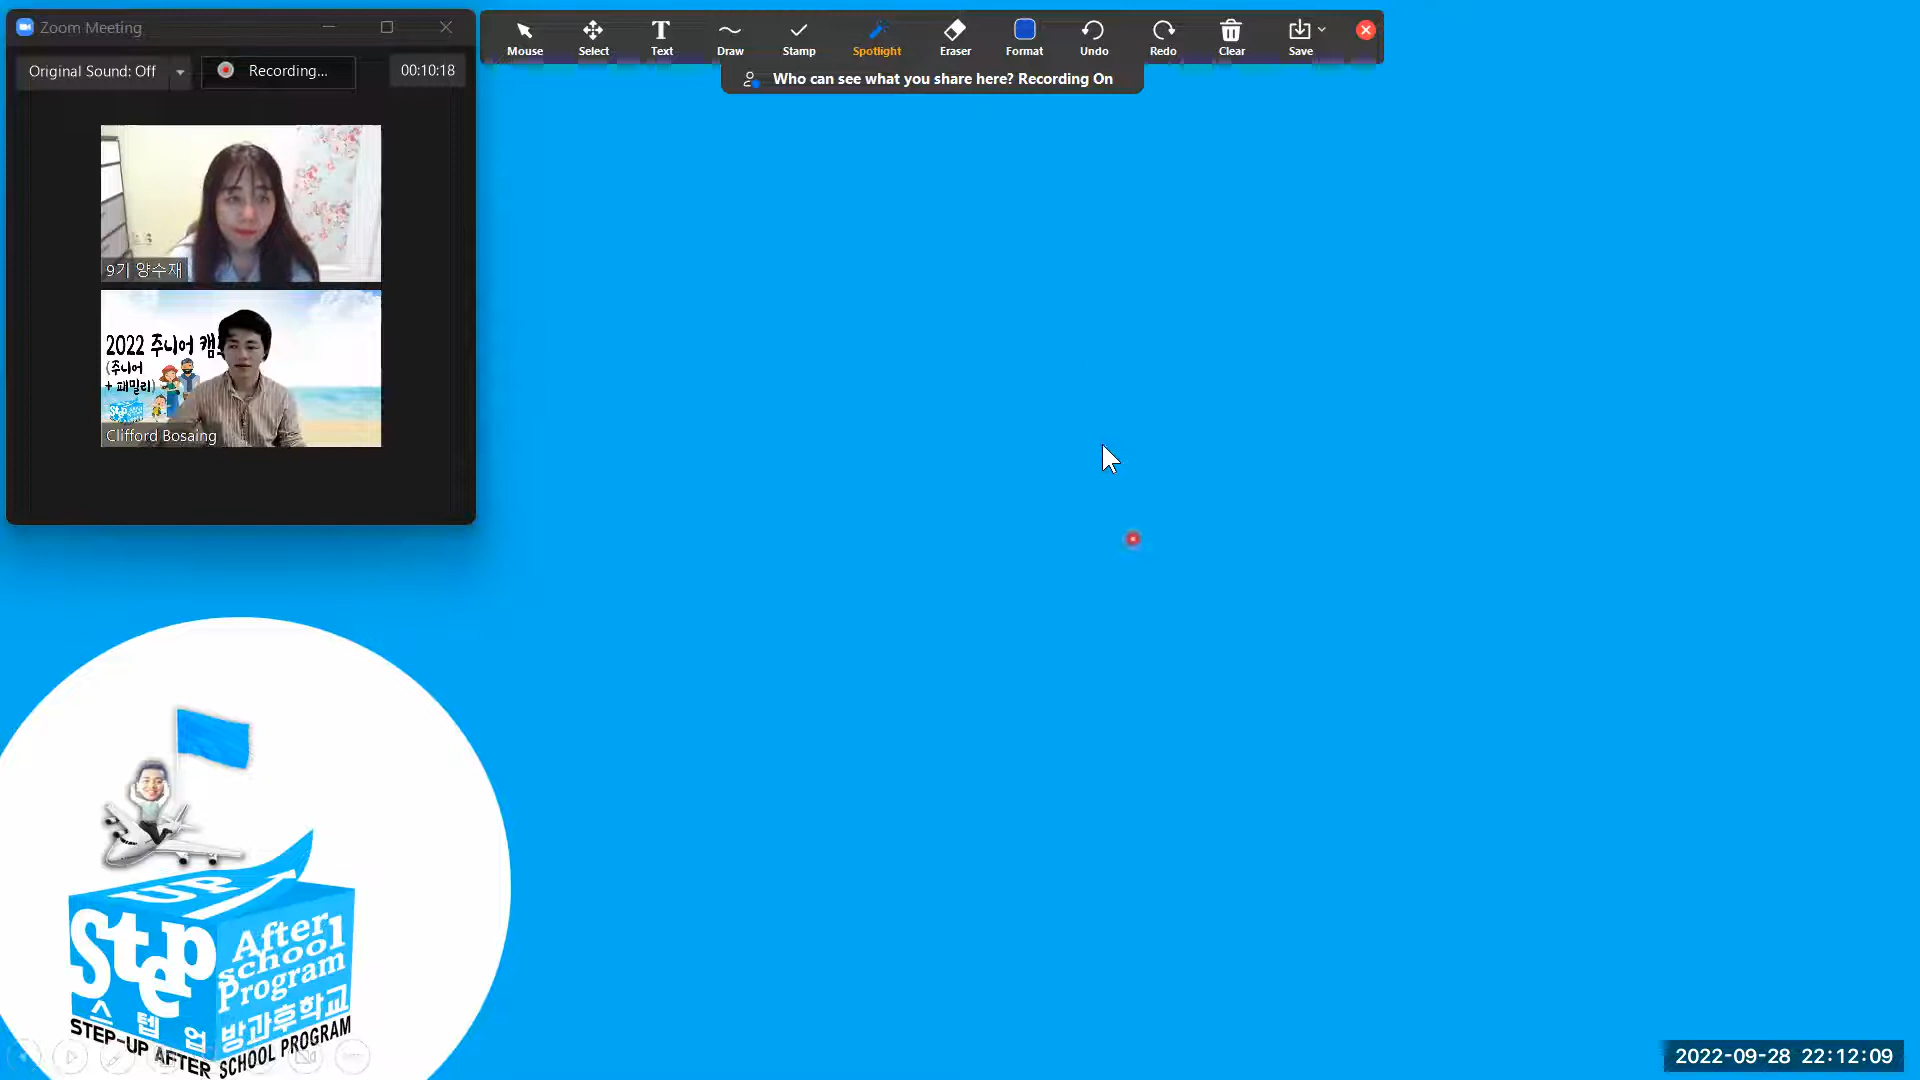 Zoom Meeting
Original Sound: Off
Recording...
00:10:18
Mouse
Select
Text
Draw
Stamp
Spotlight
Eraser
Format
Undo
Redo
Clear
Save
Who can see what you share here? Recording On
9기 양수재
2022 주니어 캠
(주니어
+ 패밀리)
Step
Clifford Bosaing
UP
Step
After
school
Program
스텝업
방과후학교
STEP-UP AFTER SCHOOL PROGRAM
2022-09-28 22:12:09